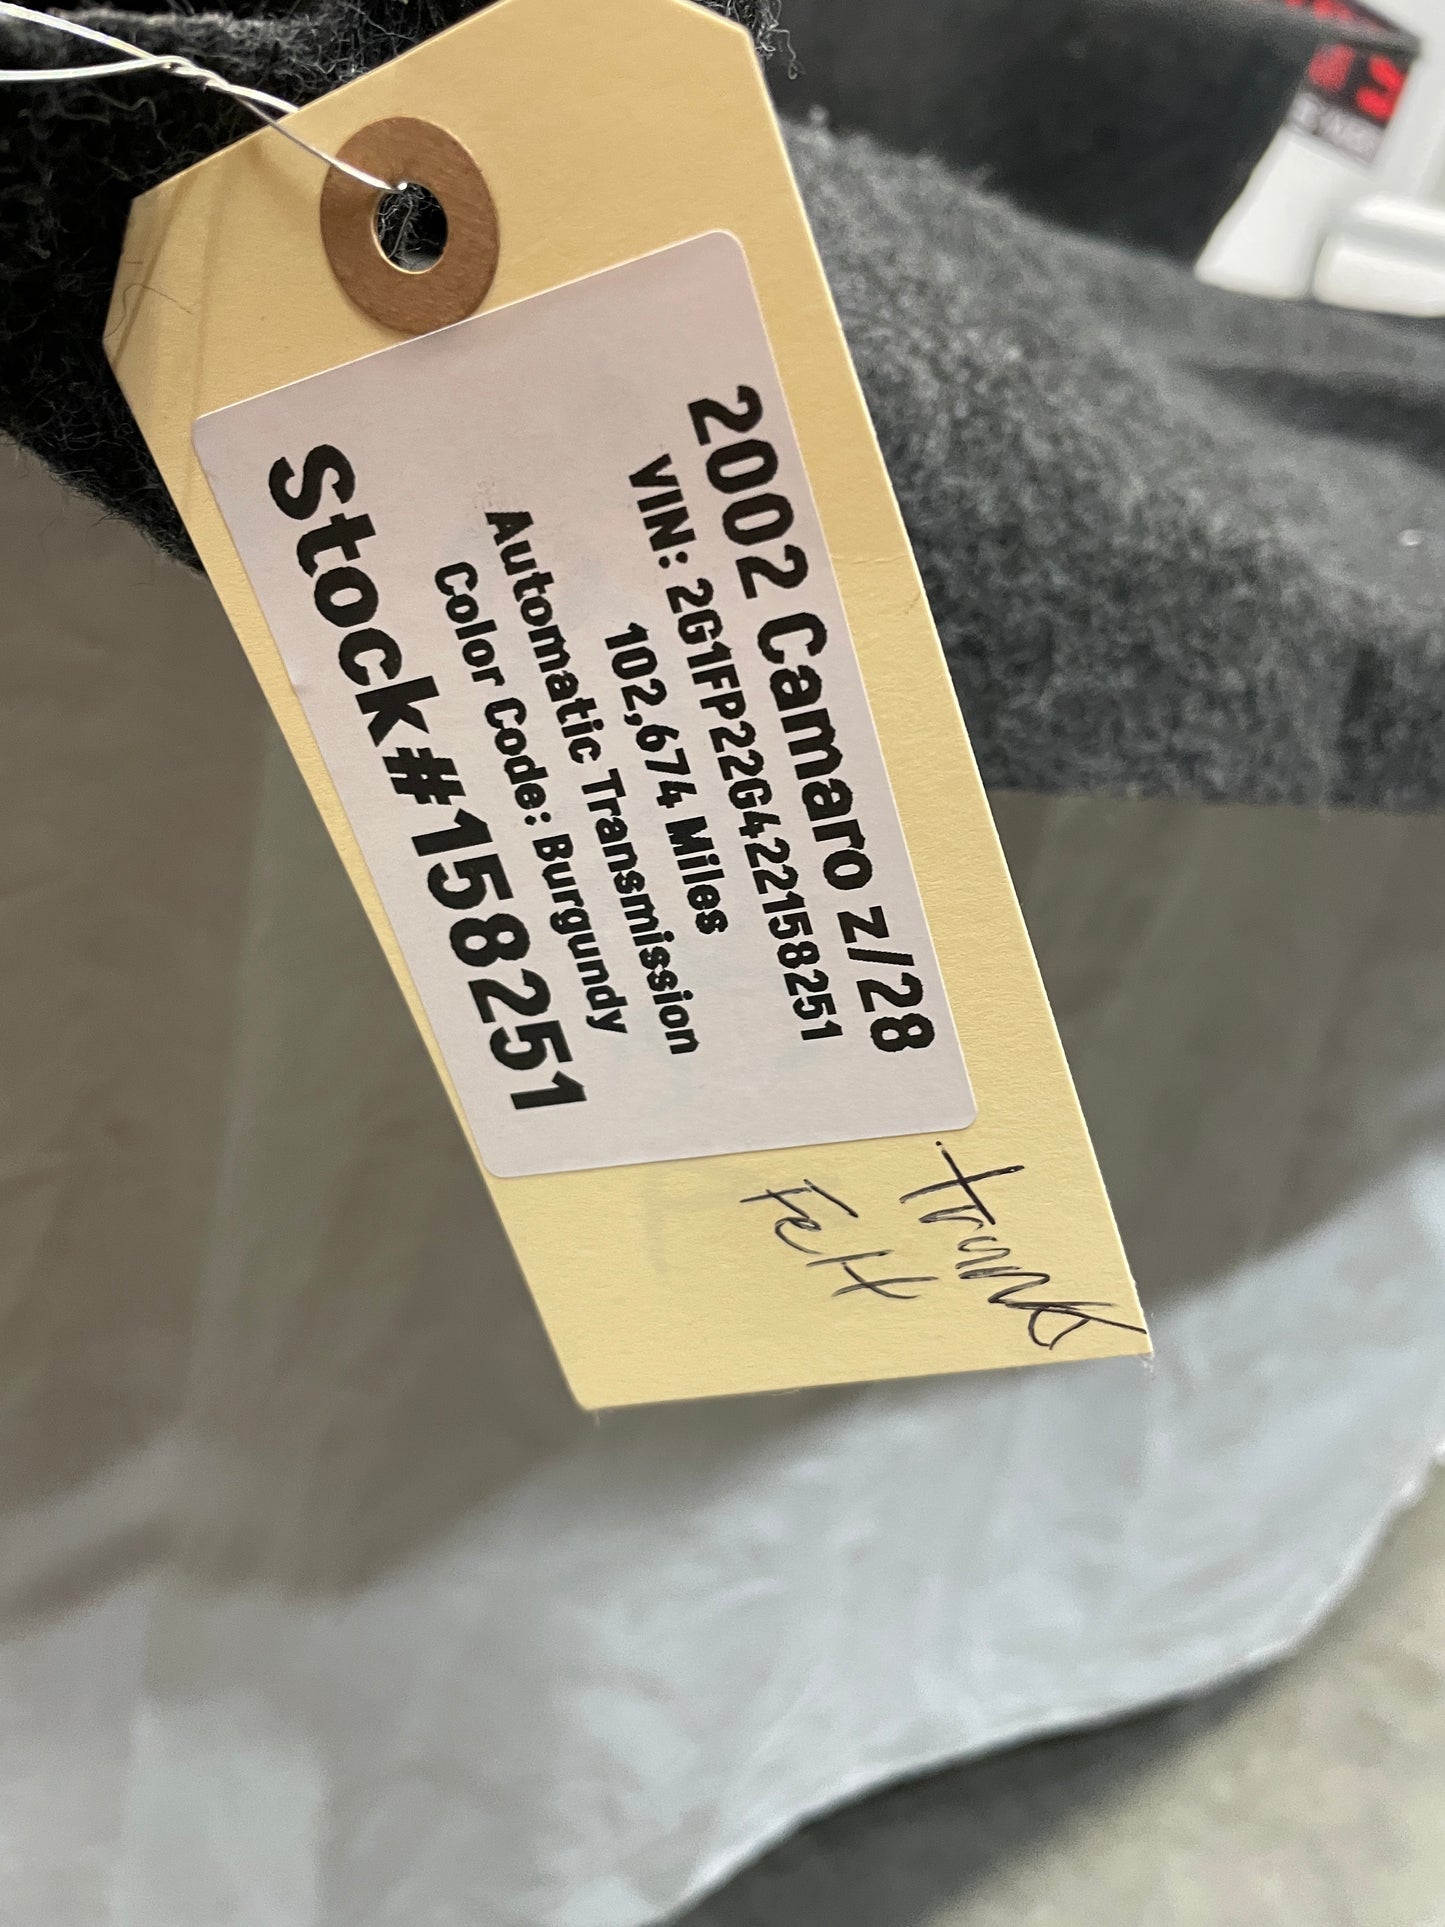 2002 Camaro z/28
VIN: 2G1FP22G422158251
102,674 Miles
Automatic Transmission
Color Code: Burgundy
Stock#158251
trunk
Felt